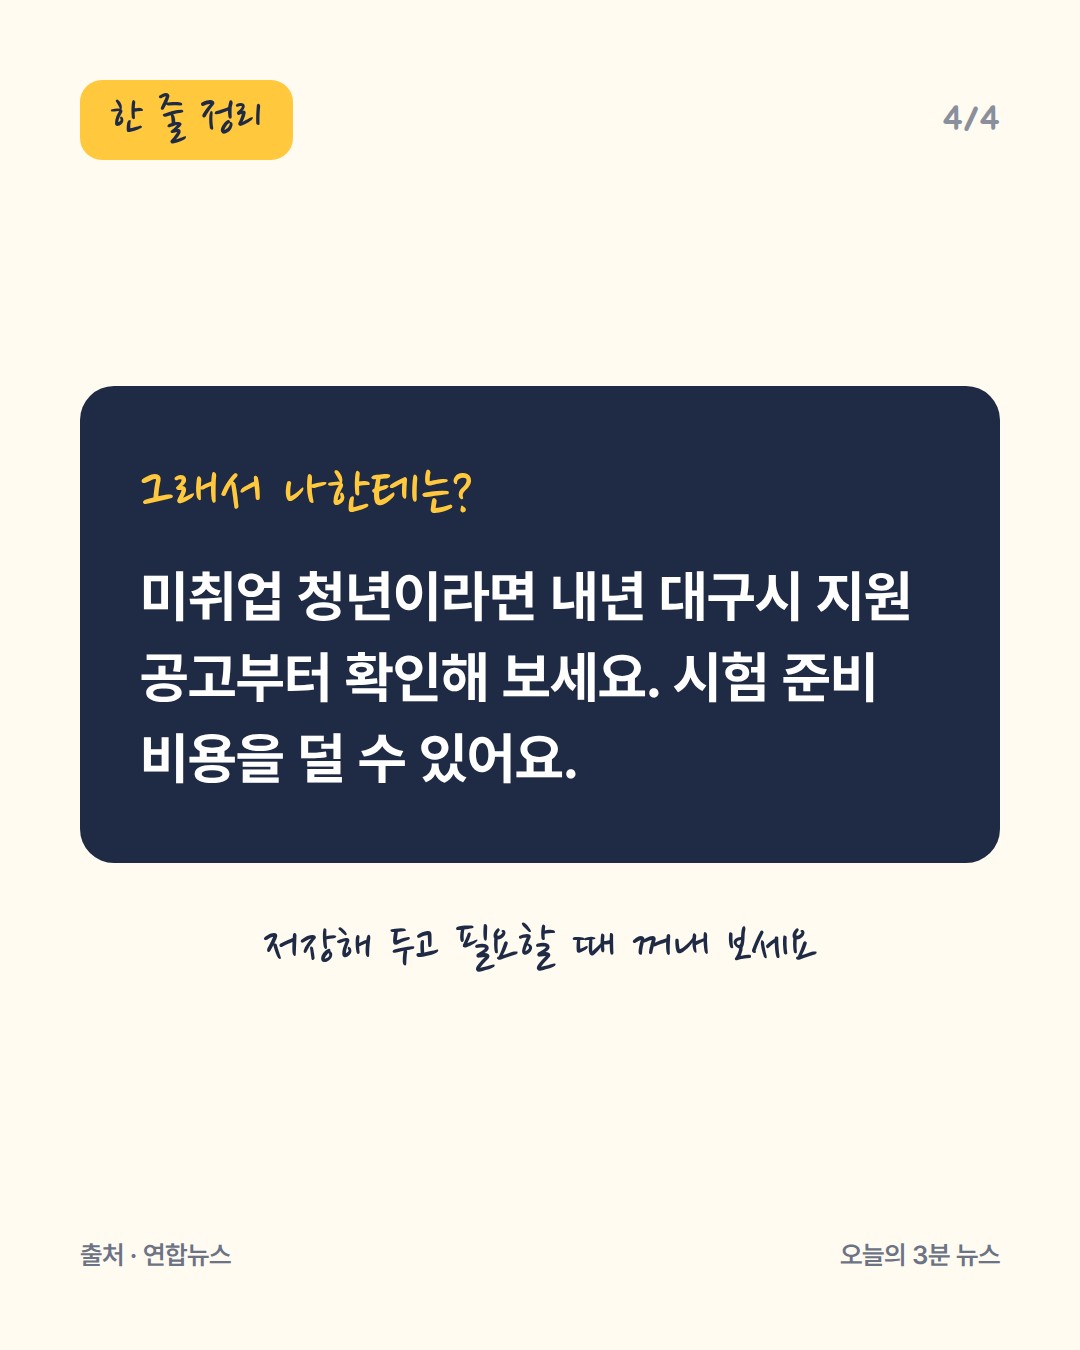 한 줄 정리
4/4
그래서 나한테는?
미취업 청년이라면 내년 대구시 지원
공고부터 확인해 보세요. 시험 준비
비용을 덜 수 있어요.
저장해 두고 필요할 때 꺼내 보세요
출처 · 연합뉴스
오늘의 3분 뉴스